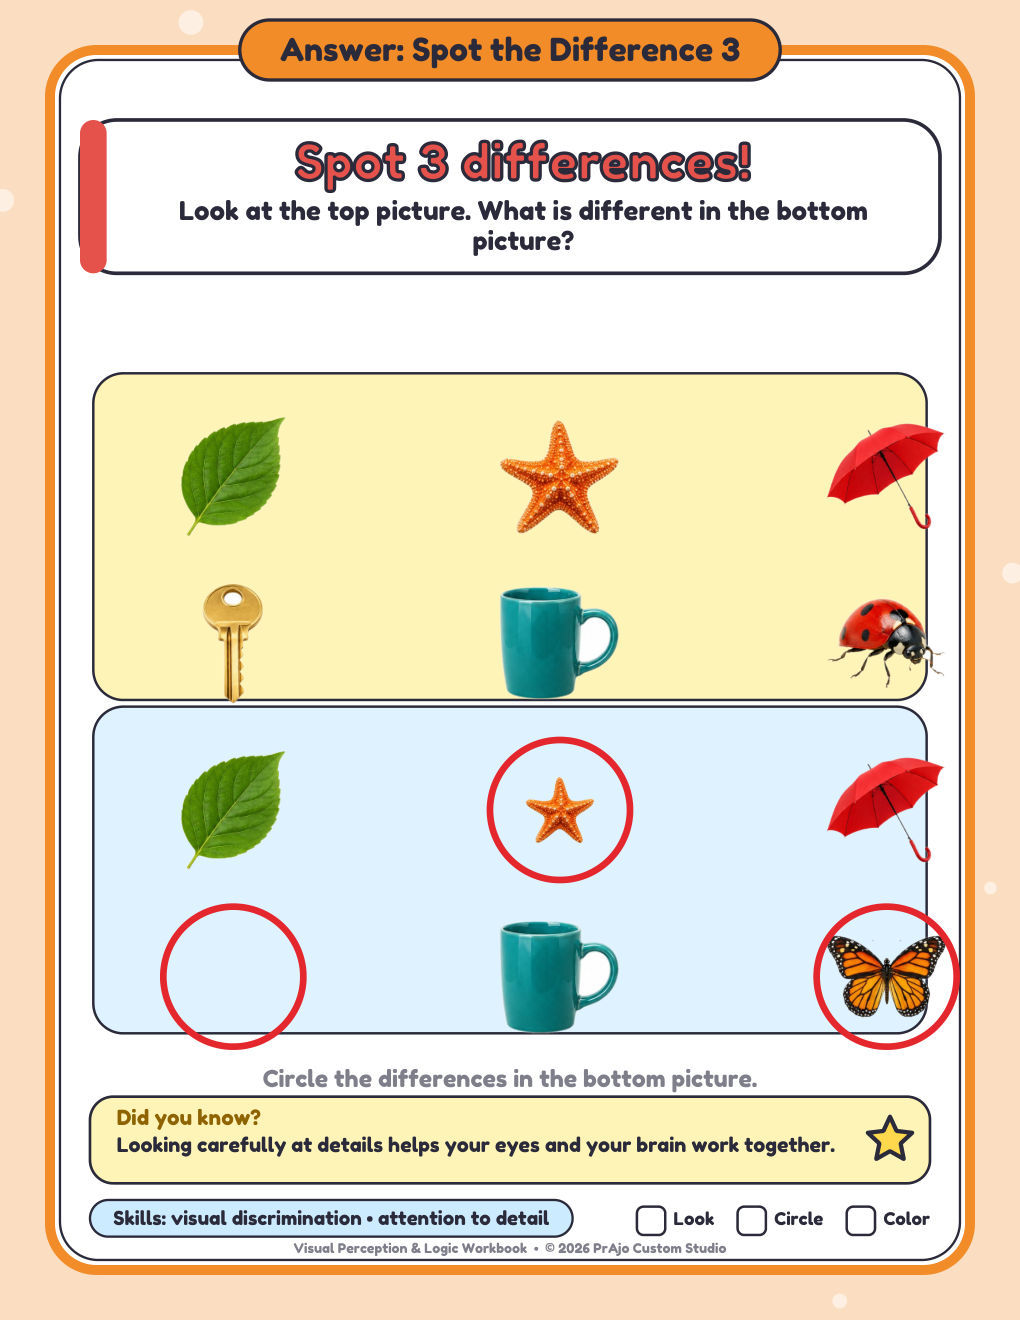 Answer: Spot the Difference 3
Spot 3 differences!
Look at the top picture. What is different in the bottom
picture?
Circle the differences in the bottom picture.
Did you know?
Looking carefully at details helps your eyes and your brain work together.
Skills: visual discrimination • attention to detail
Look Circle Color
Visual Perception & Logic Workbook • © 2026 PrAjo Custom Studio